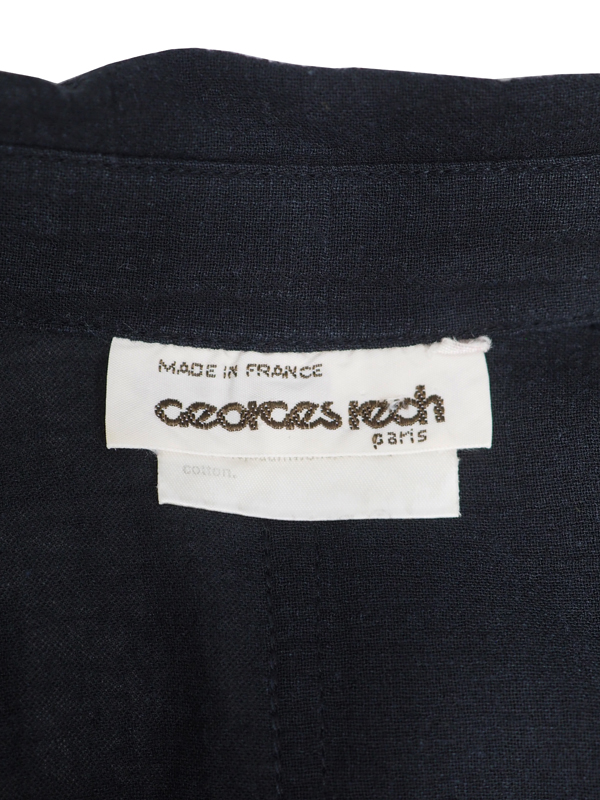 MADE IN FRANCE
Georges Rech
paris
cotton.